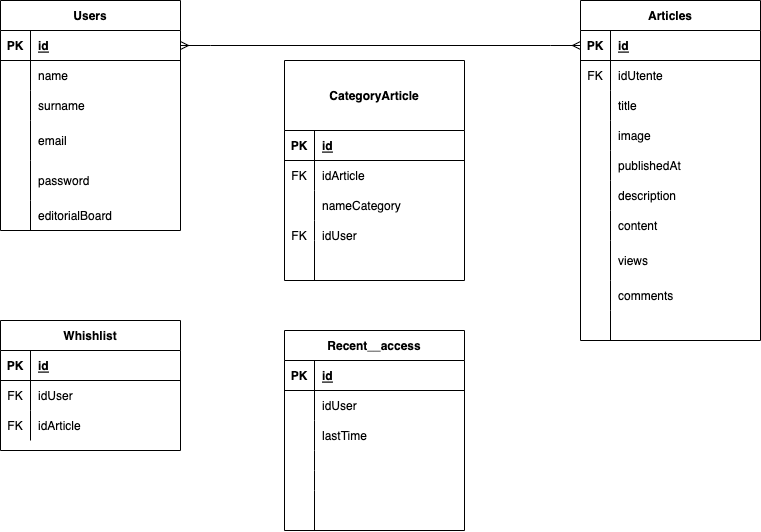 Users
PK id
name
surname
email
password
editorialBoard
CategoryArticle
PK id
FK idArticle
nameCategory
FK idUser
Articles
PK id
FK idUtente
title
image
publishedAt
description
content
views
comments
Whishlist
PK id
FK idUser
FK idArticle
Recent__access
PK id
idUser
lastTime